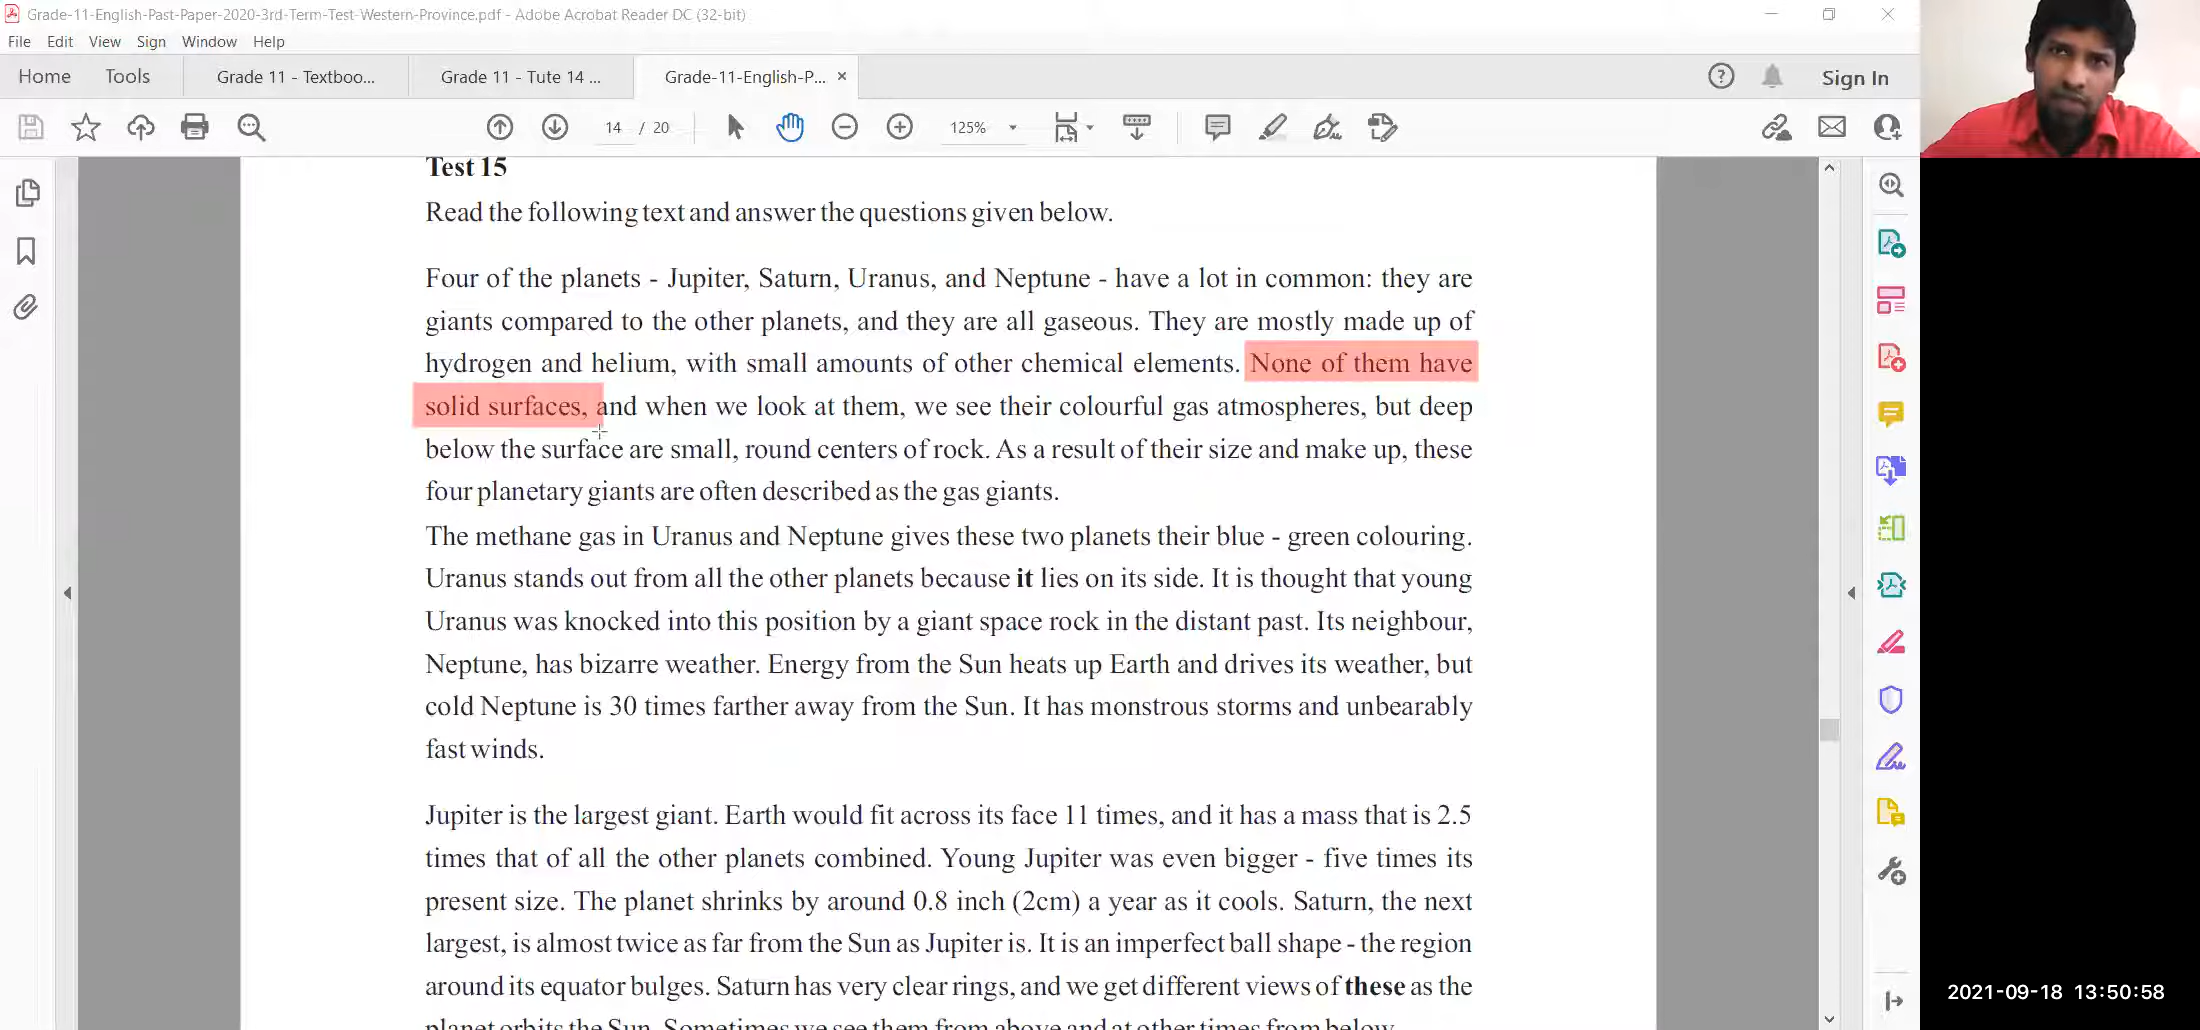 Grade-11-English-Past-Paper-2020-3rd-Term-Test-Western-Province.pdf - Adobe Acrobat Reader DC (32-bit)
File Edit View Sign Window Help
Home Tools Grade 11 - Textboo... Grade 11 - Tute 14 ... Grade-11-English-P... × Sign In
14 / 20 125%
Test 15
Read the following text and answer the questions given below.
Four of the planets - Jupiter, Saturn, Uranus, and Neptune - have a lot in common: they are
giants compared to the other planets, and they are all gaseous. They are mostly made up of
hydrogen and helium, with small amounts of other chemical elements. None of them have
solid surfaces, and when we look at them, we see their colourful gas atmospheres, but deep
below the surface are small, round centers of rock. As a result of their size and make up, these
four planetary giants are often described as the gas giants.
The methane gas in Uranus and Neptune gives these two planets their blue - green colouring.
Uranus stands out from all the other planets because it lies on its side. It is thought that young
Uranus was knocked into this position by a giant space rock in the distant past. Its neighbour,
Neptune, has bizarre weather. Energy from the Sun heats up Earth and drives its weather, but
cold Neptune is 30 times farther away from the Sun. It has monstrous storms and unbearably
fast winds.
Jupiter is the largest giant. Earth would fit across its face 11 times, and it has a mass that is 2.5
times that of all the other planets combined. Young Jupiter was even bigger - five times its
present size. The planet shrinks by around 0.8 inch (2cm) a year as it cools. Saturn, the next
largest, is almost twice as far from the Sun as Jupiter is. It is an imperfect ball shape - the region
around its equator bulges. Saturn has very clear rings, and we get different views of these as the
planet orbits the Sun. Sometimes we see them from above and at other times from below.
2021-09-18 13:50:58